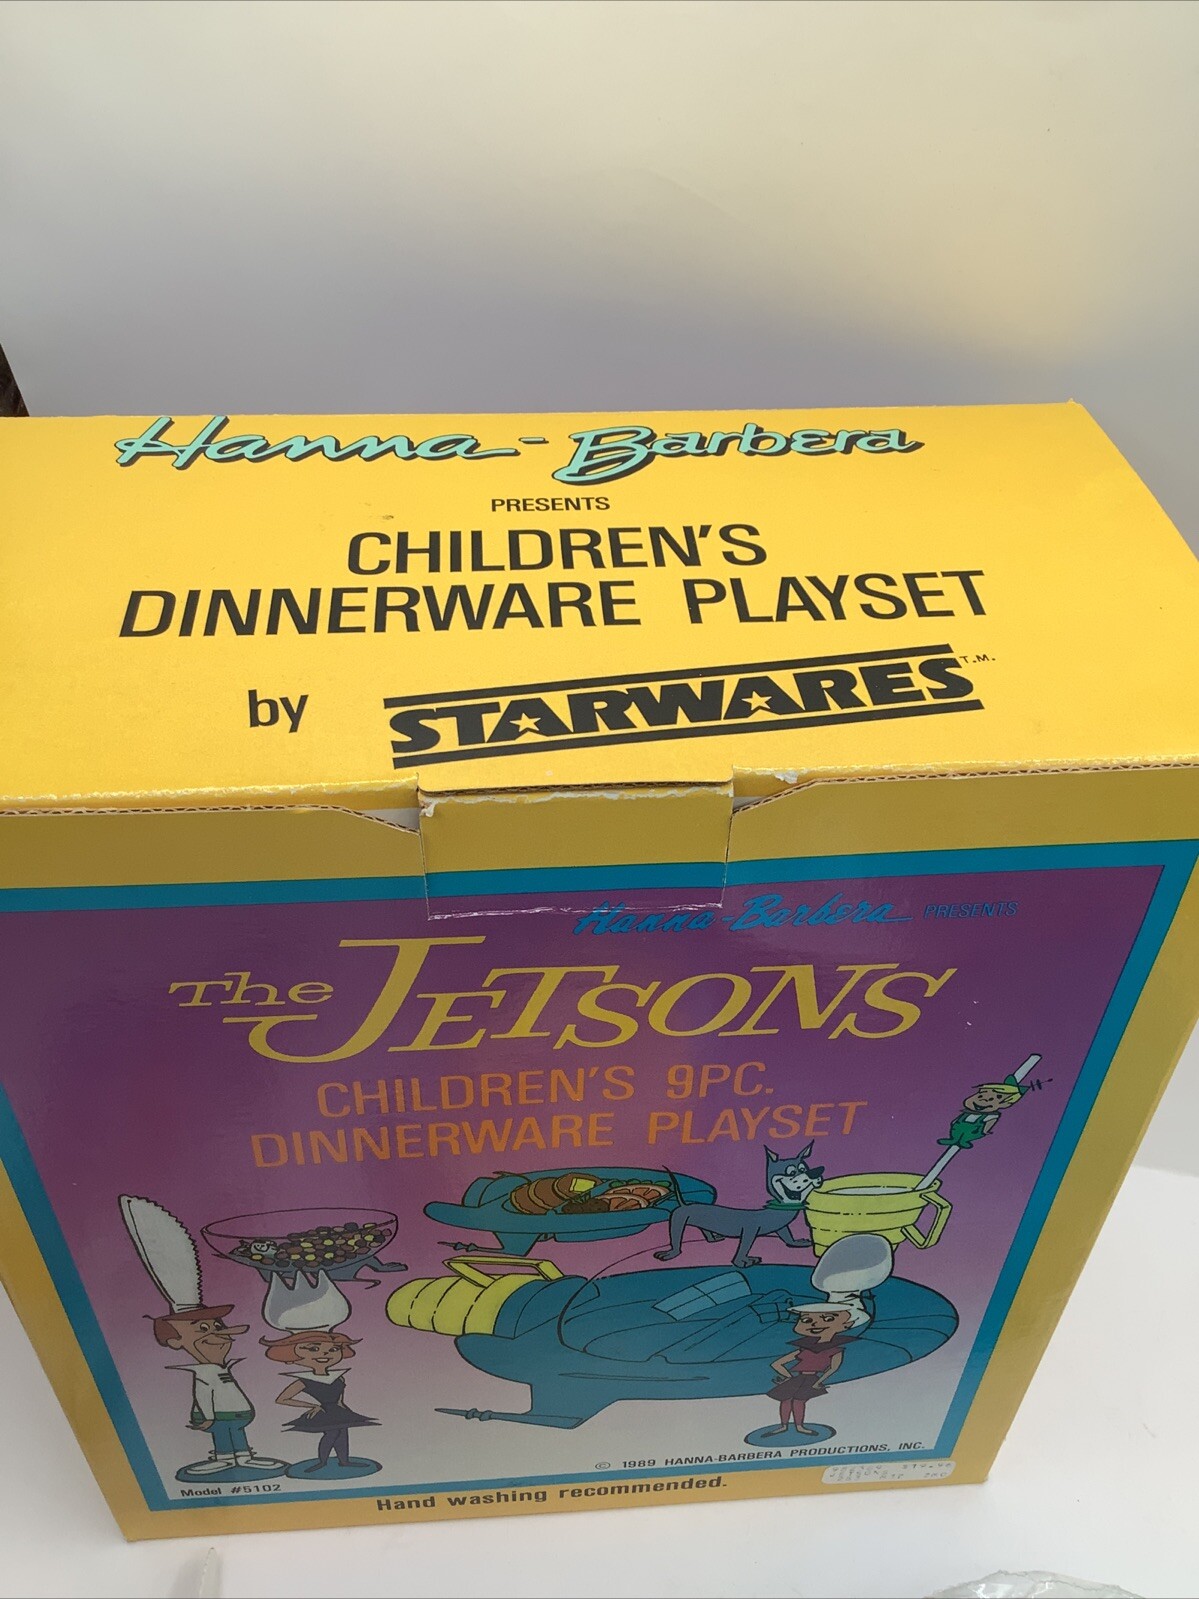 Hanna-Barbera
PRESENTS
CHILDREN'S
DINNERWARE PLAYSET
by STARWARES T.M.
Hanna-Barbera PRESENTS
The JETSONS
CHILDREN'S 9PC.
DINNERWARE PLAYSET
© 1989 HANNA-BARBERA PRODUCTIONS, INC.
Model #5102
Hand washing recommended.